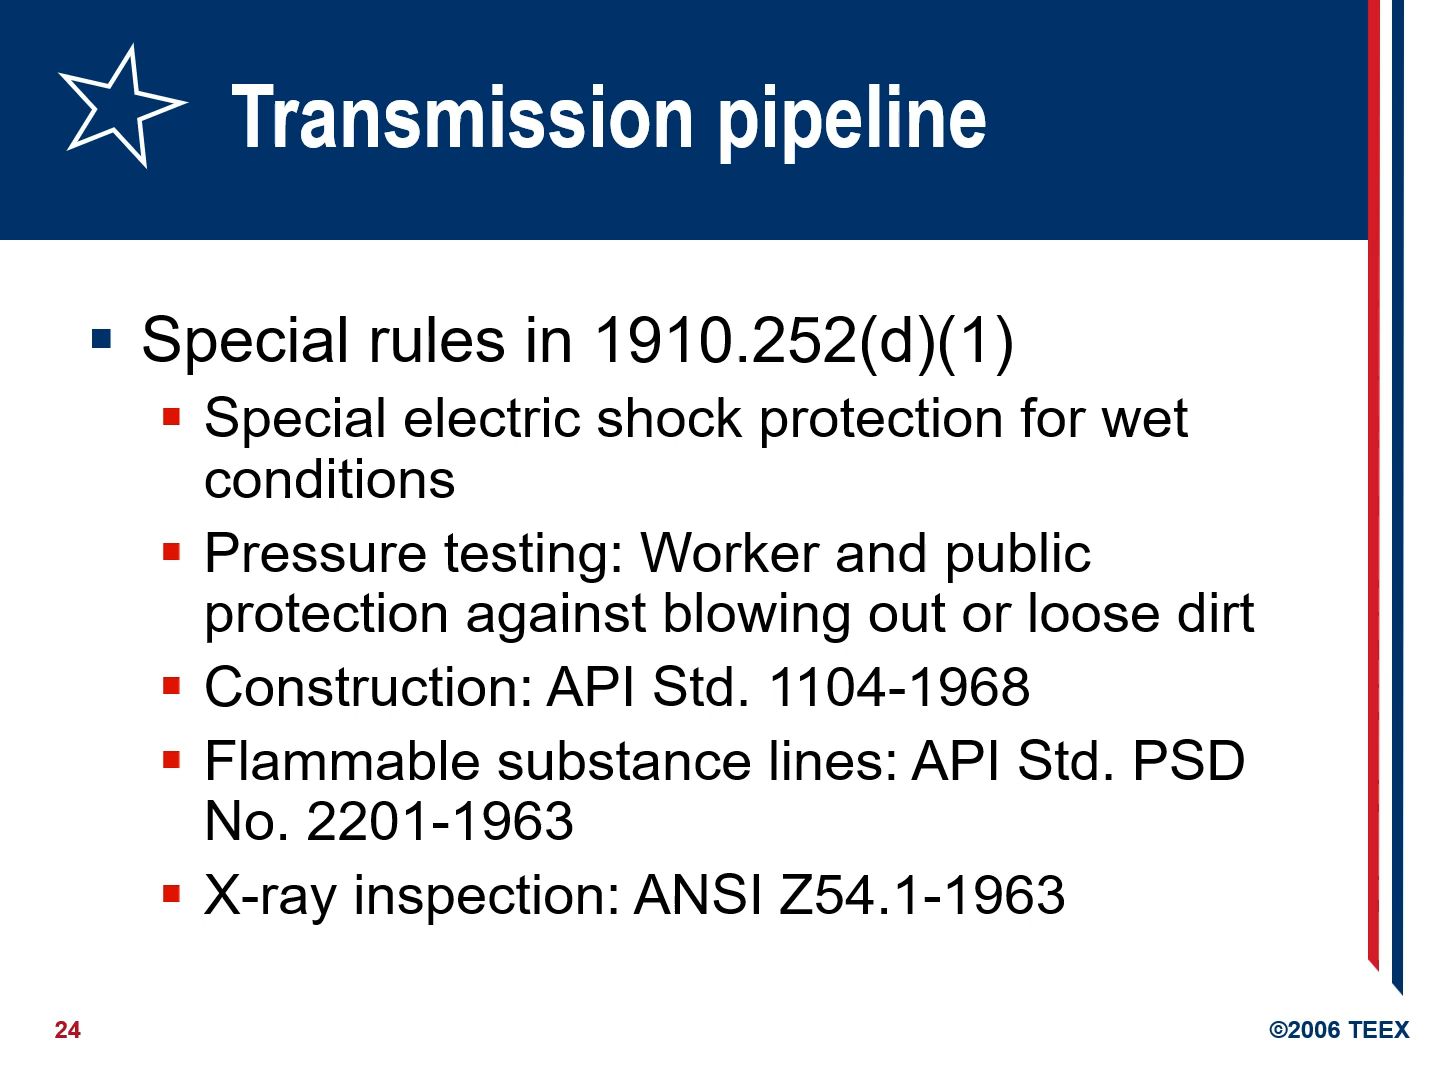 Transmission pipeline
Special rules in 1910.252(d)(1)
Special electric shock protection for wet
conditions
Pressure testing: Worker and public
protection against blowing out or loose dirt
Construction: API Std. 1104-1968
Flammable substance lines: API Std. PSD
No. 2201-1963
X-ray inspection: ANSI Z54.1-1963
24
©2006 TEEX